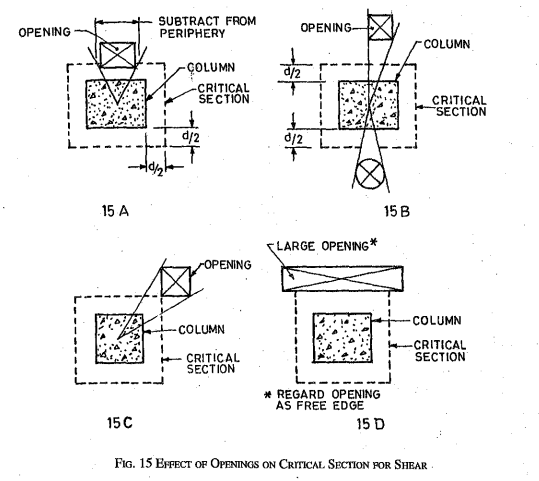 OPENING
SUBTRACT FROM
PERIPHERY
COLUMN
CRITICAL
SECTION
d/2
d/2
15 A
OPENING
COLUMN
d/2
CRITICAL
SECTION
d/2
15 B
OPENING
COLUMN
CRITICAL
SECTION
15 C
LARGE OPENING*
COLUMN
CRITICAL
SECTION
* REGARD OPENING
AS FREE EDGE
15 D
FIG. 15 EFFECT OF OPENINGS ON CRITICAL SECTION FOR SHEAR